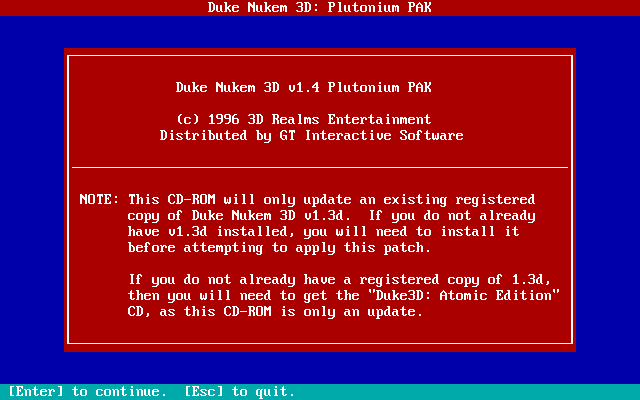 Duke Nukem 3D: Plutonium PAK
Duke Nukem 3D v1.4 Plutonium PAK
(c) 1996 3D Realms Entertainment
Distributed by GT Interactive Software
NOTE: This CD-ROM will only update an existing registered
copy of Duke Nukem 3D v1.3d.  If you do not already
have v1.3d installed, you will need to install it
before attempting to apply this patch.
If you do not already have a registered copy of 1.3d,
then you will need to get the "Duke3D: Atomic Edition"
CD, as this CD-ROM is only an update.
[Enter] to continue.  [Esc] to quit.